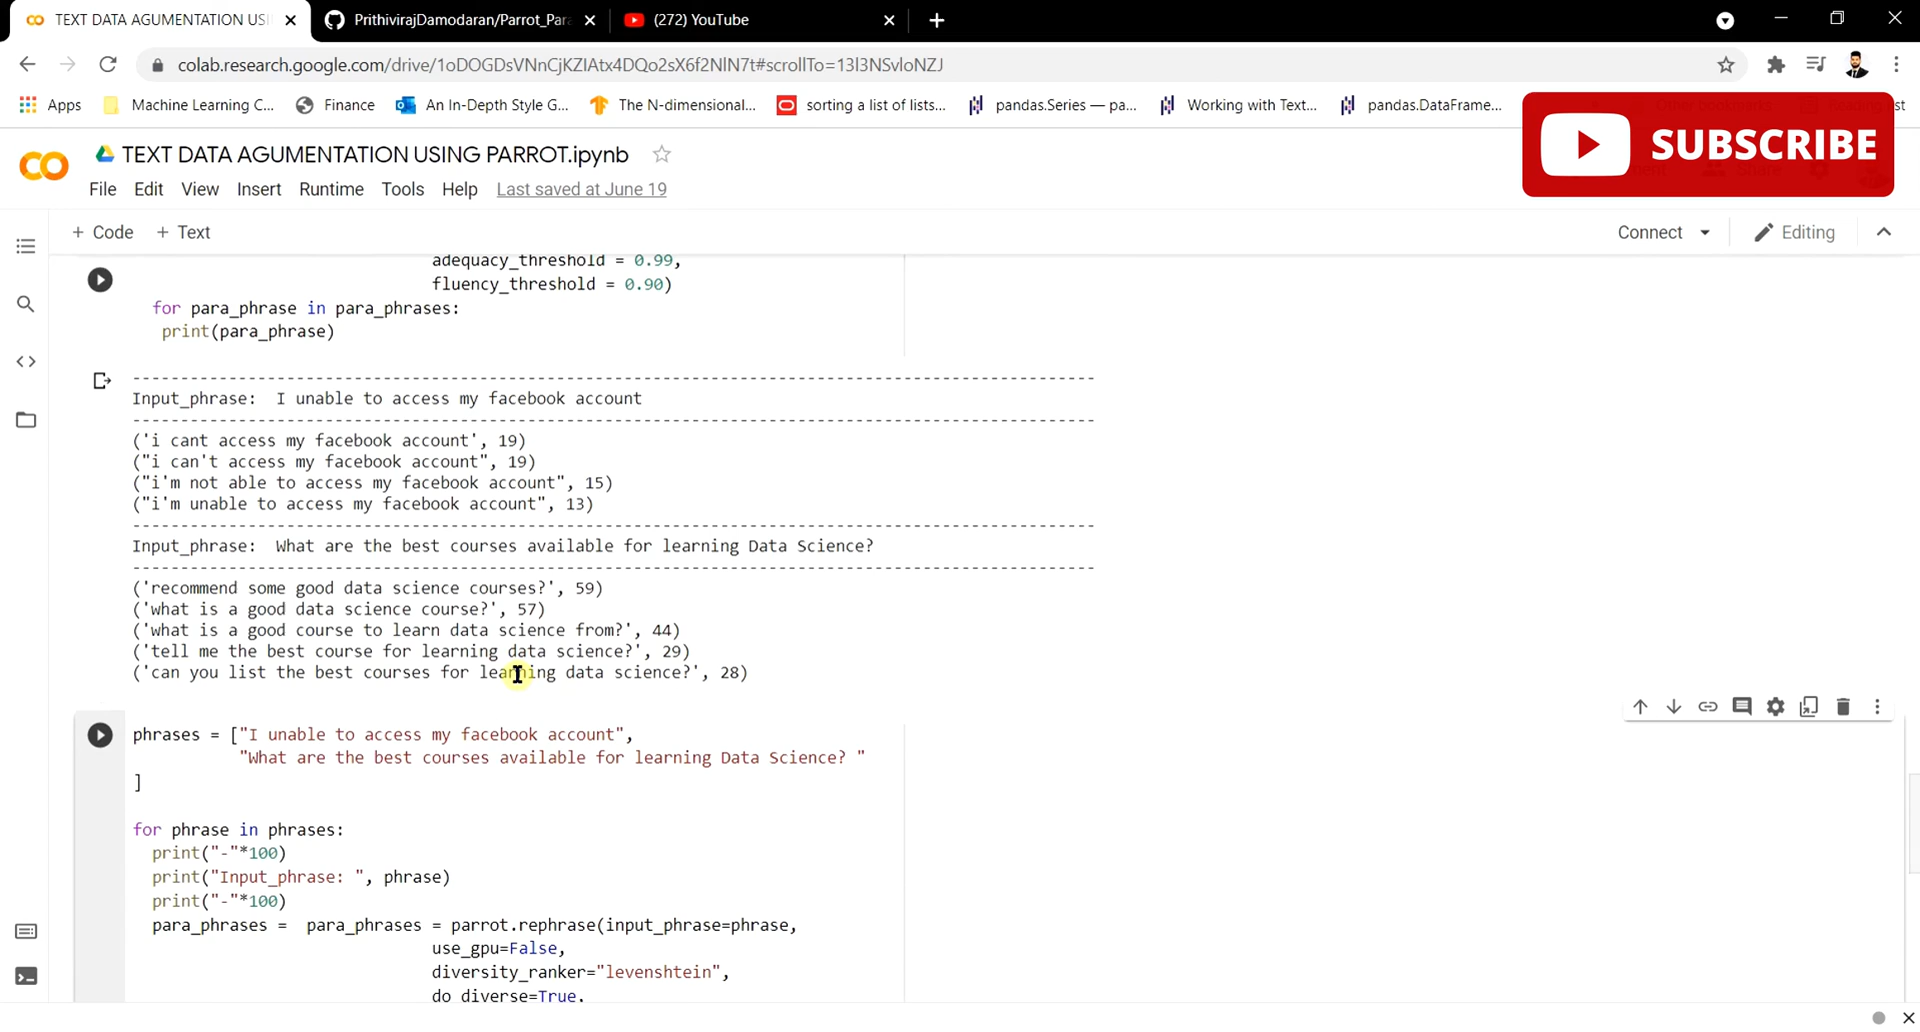 TEXT DATA AGUMENTATION USI
PrithivirajDamodaran/Parrot_Para
(272) YouTube
colab.research.google.com/drive/1oDOGDsVNnCjKZIAtx4DQo2sX6f2NlN7t#scrollTo=13l3NSvloNZJ
Apps
Machine Learning C...
Finance
An In-Depth Style G...
The N-dimensional...
sorting a list of lists...
pandas.Series — pa...
Working with Text...
pandas.DataFrame...
SUBSCRIBE
TEXT DATA AGUMENTATION USING PARROT.ipynb
File Edit View Insert Runtime Tools Help Last saved at June 19
+ Code + Text
Connect
Editing
adequacy_threshold = 0.99,
fluency_threshold = 0.90)
for para_phrase in para_phrases:
print(para_phrase)
----------------------------------------------------------------------------------------------------
Input_phrase:  I unable to access my facebook account
----------------------------------------------------------------------------------------------------
('i cant access my facebook account', 19)
("i can't access my facebook account", 19)
("i'm not able to access my facebook account", 15)
("i'm unable to access my facebook account", 13)
----------------------------------------------------------------------------------------------------
Input_phrase:  What are the best courses available for learning Data Science?
----------------------------------------------------------------------------------------------------
('recommend some good data science courses?', 59)
('what is a good data science course?', 57)
('what is a good course to learn data science from?', 44)
('tell me the best course for learning data science?', 29)
('can you list the best courses for learning data science?', 28)
phrases = ["I unable to access my facebook account",
"What are the best courses available for learning Data Science? "
]
for phrase in phrases:
print("-"*100)
print("Input_phrase: ", phrase)
print("-"*100)
para_phrases =  para_phrases = parrot.rephrase(input_phrase=phrase,
use_gpu=False,
diversity_ranker="levenshtein",
do_diverse=True,